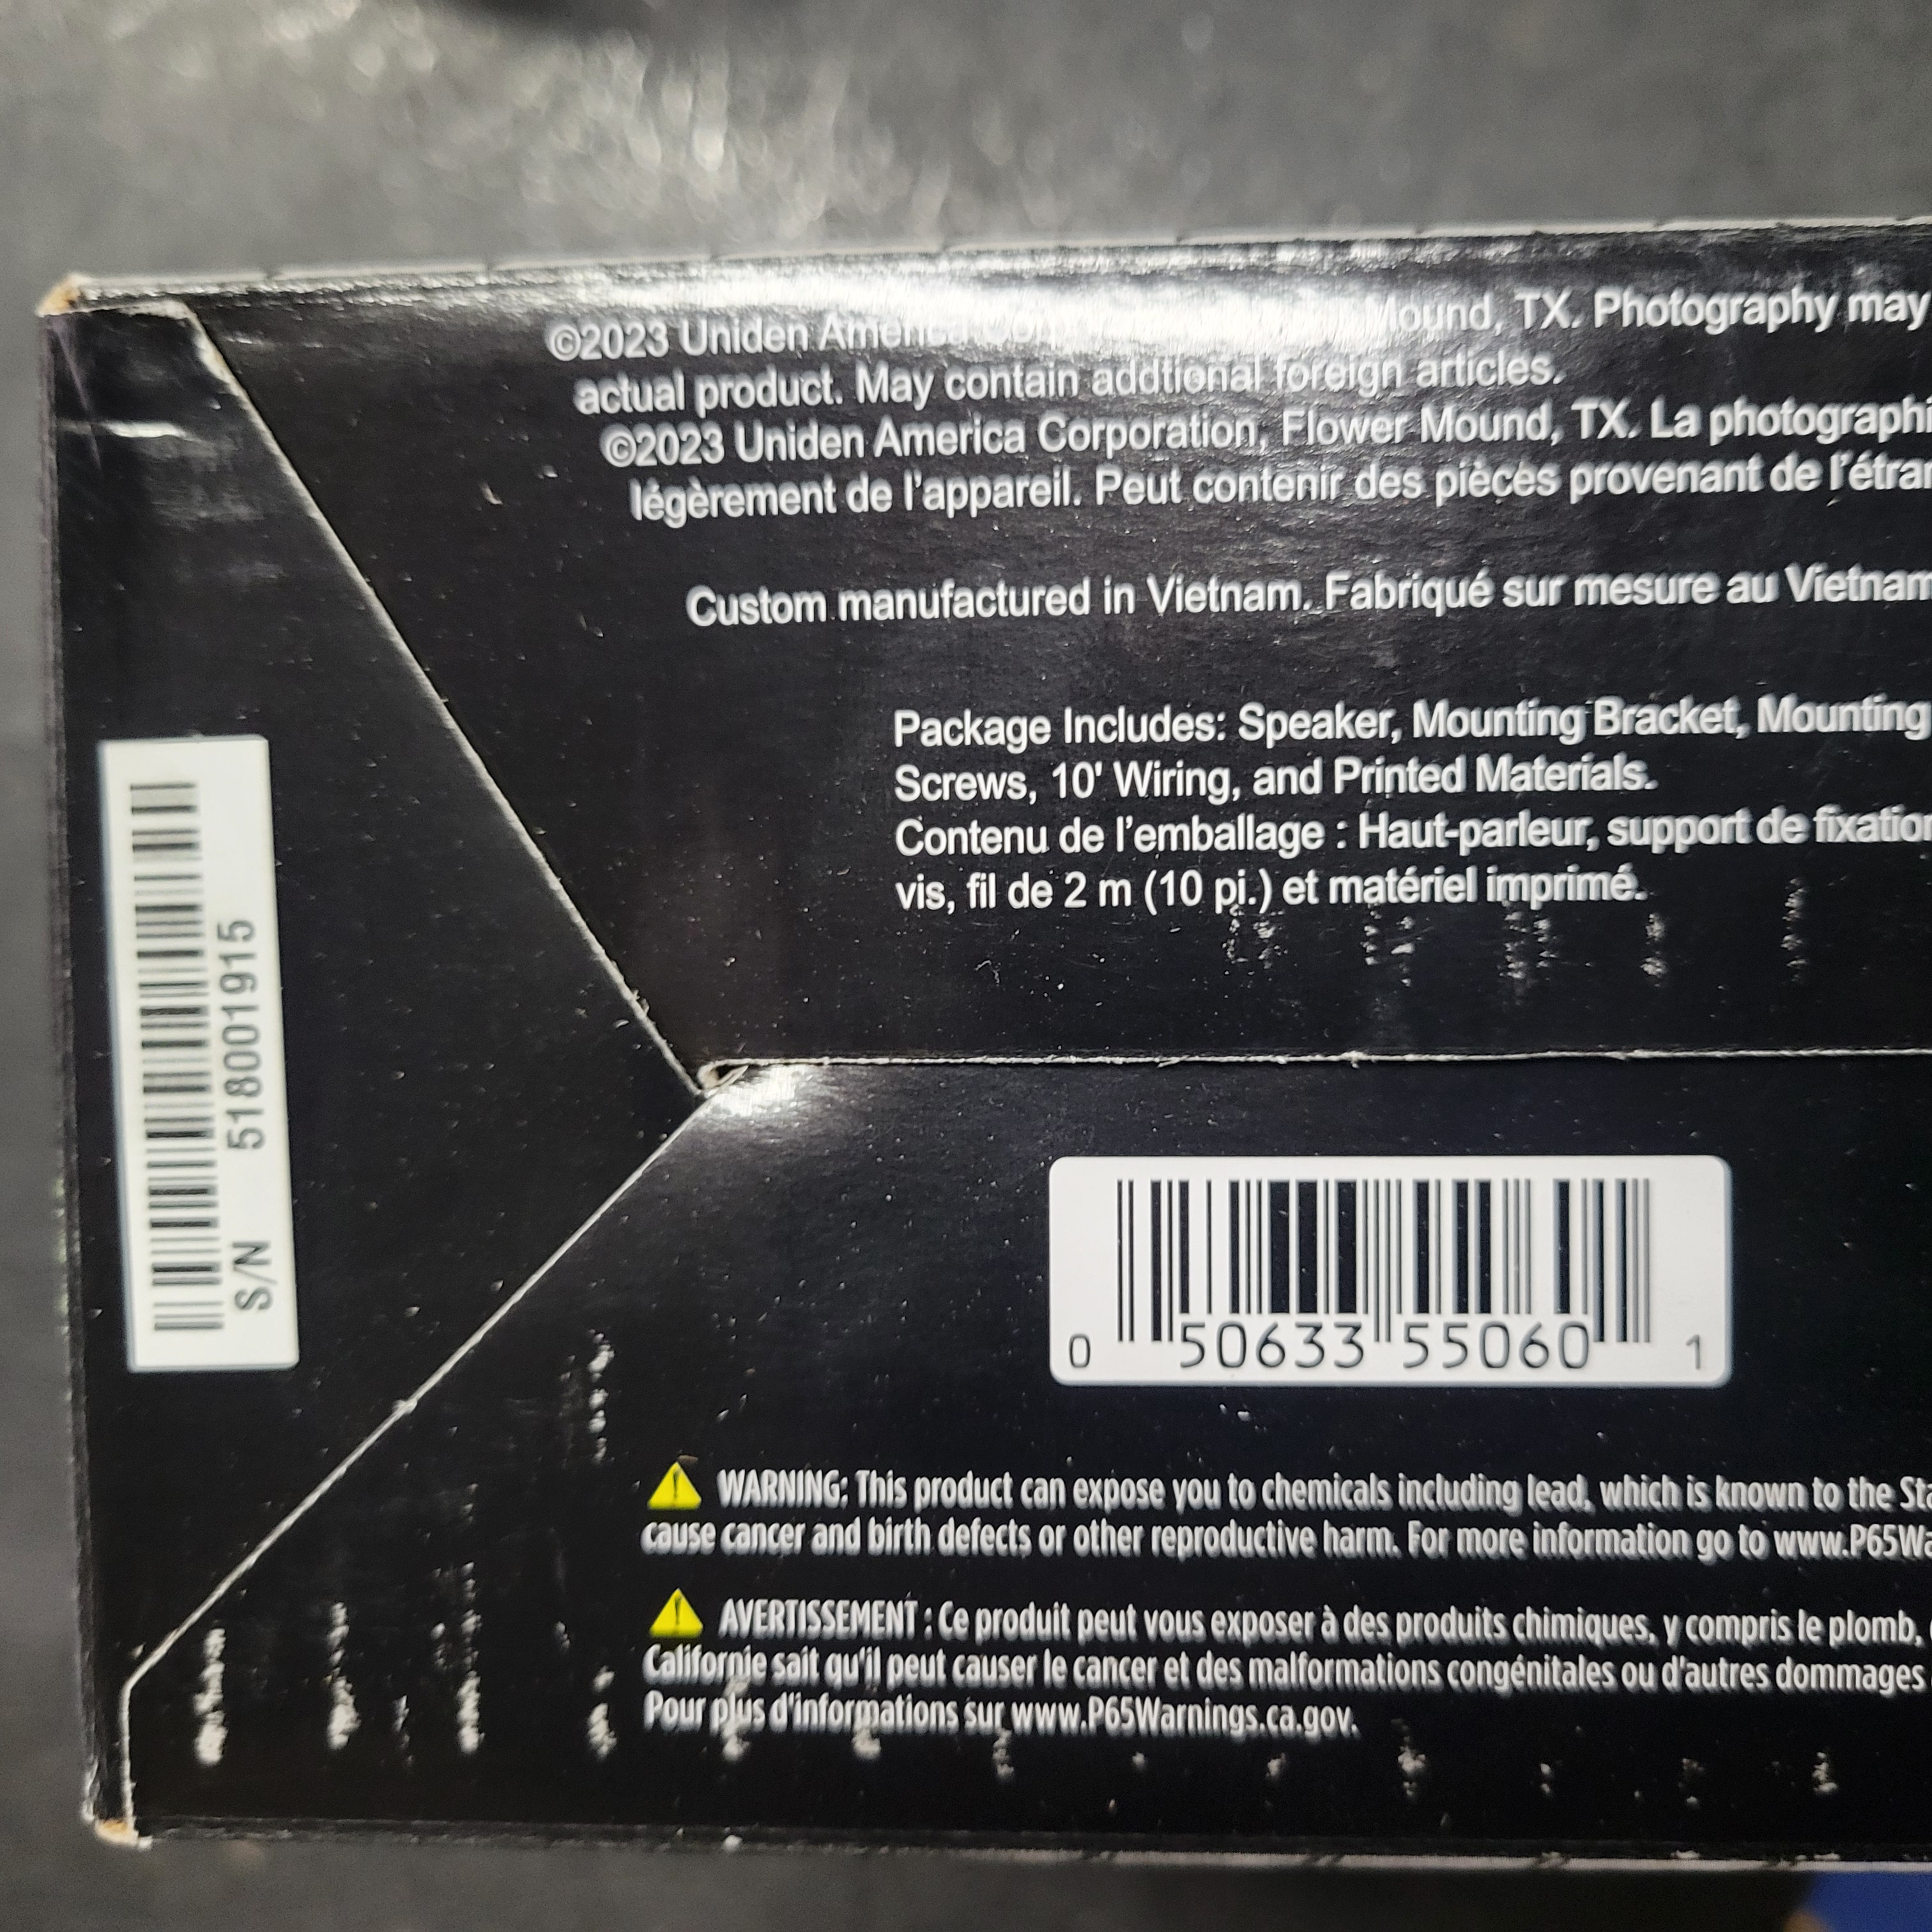 ©2023 Uniden America Mound, TX. Photography may
actual product. May contain addtional foreign articles.
©2023 Uniden America Corporation, Flower Mound, TX. La photographi
légèrement de l'appareil. Peut contenir des pièces provenant de l'étran
Custom manufactured in Vietnam. Fabriqué sur mesure au Vietnam
Package Includes: Speaker, Mounting Bracket, Mounting
Screws, 10' Wiring, and Printed Materials.
Contenu de l'emballage : Haut-parleur, support de fixation
vis, fil de 2 m (10 pi.) et matériel imprimé.
S/N 518001915
0 50633 55060 1
WARNING: This product can expose you to chemicals including lead, which is known to the Sta
cause cancer and birth defects or other reproductive harm. For more information go to www.P65Wa
AVERTISSEMENT : Ce produit peut vous exposer à des produits chimiques, y compris le plomb,
Californie sait qu'il peut causer le cancer et des malformations congénitales ou d'autres dommages
Pour plus d'informations sur www.P65Warnings.ca.gov.